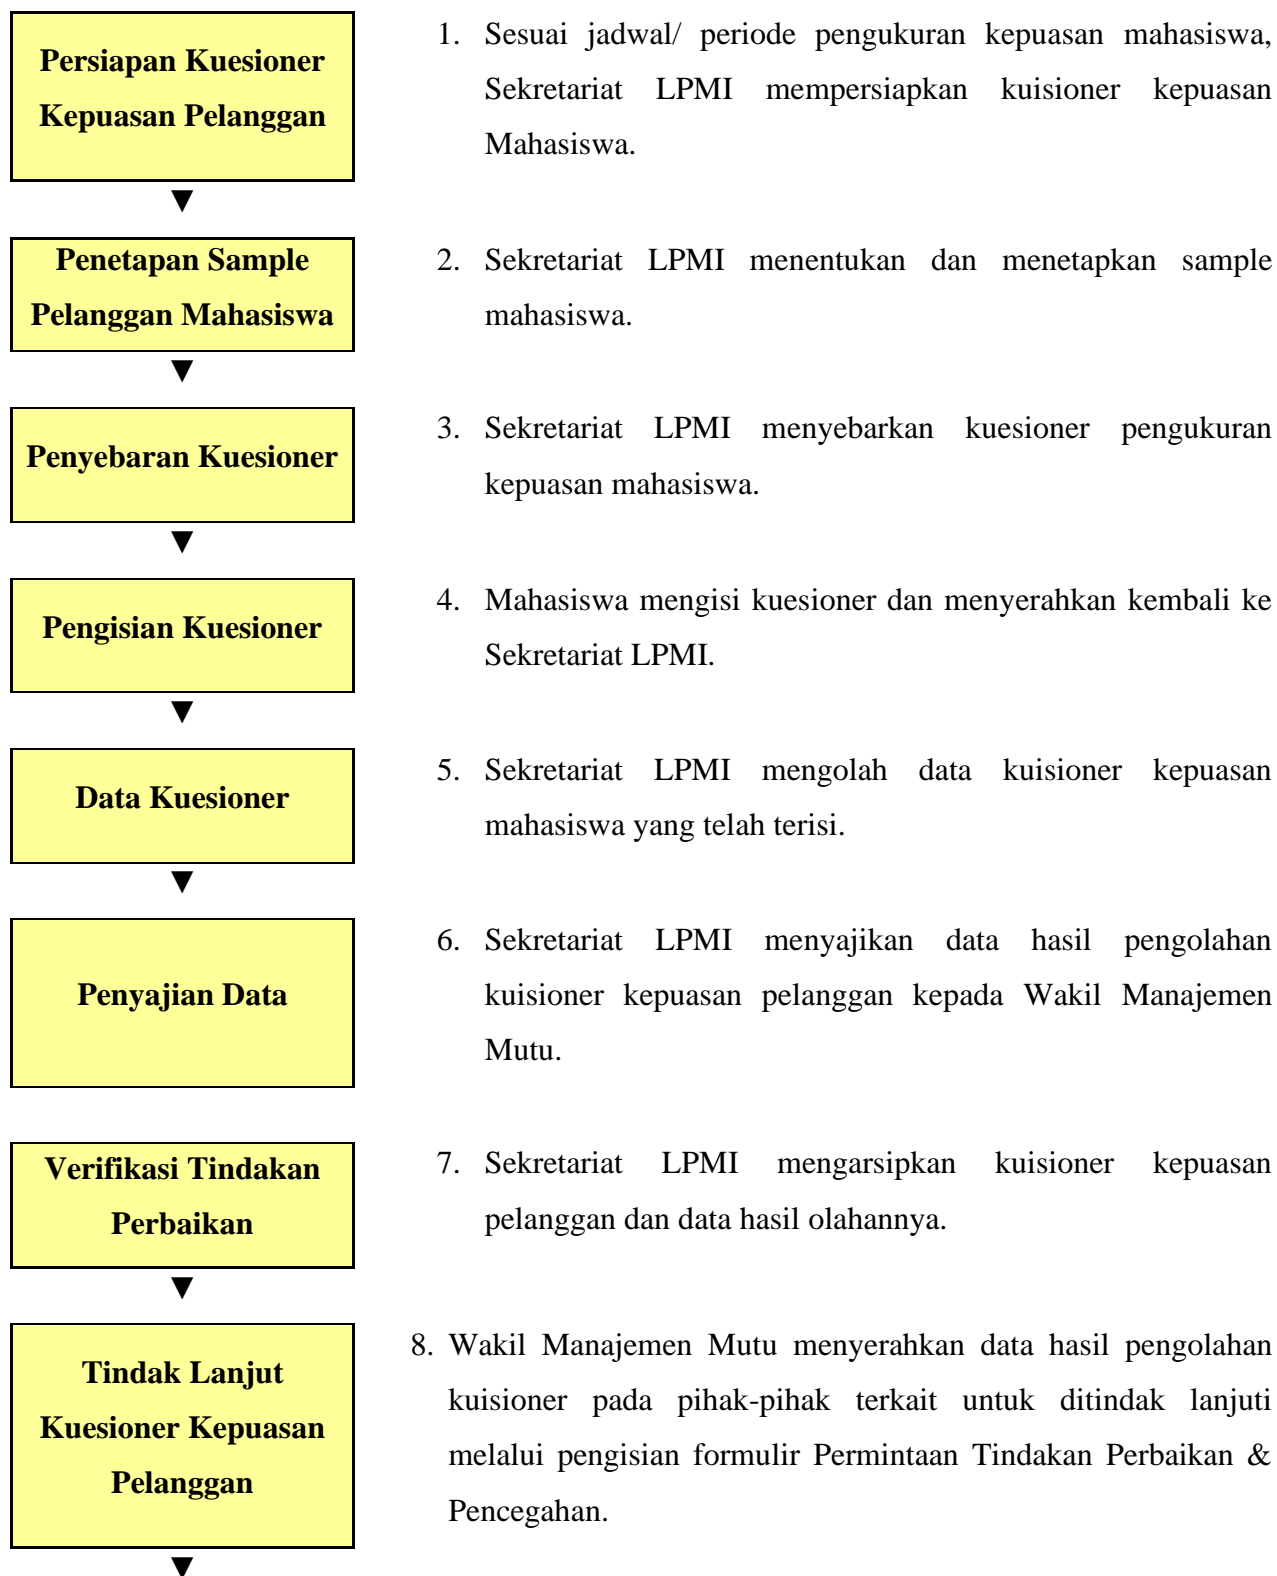 Persiapan Kuesioner
Kepuasan Pelanggan
1. Sesuai jadwal/ periode pengukuran kepuasan mahasiswa,
Sekretariat LPMI mempersiapkan kuisioner kepuasan
Mahasiswa.
▼
Penetapan Sample
Pelanggan Mahasiswa
2. Sekretariat LPMI menentukan dan menetapkan sample
mahasiswa.
▼
Penyebaran Kuesioner
3. Sekretariat LPMI menyebarkan kuesioner pengukuran
kepuasan mahasiswa.
▼
Pengisian Kuesioner
4. Mahasiswa mengisi kuesioner dan menyerahkan kembali ke
Sekretariat LPMI.
▼
Data Kuesioner
5. Sekretariat LPMI mengolah data kuisioner kepuasan
mahasiswa yang telah terisi.
▼
Penyajian Data
6. Sekretariat LPMI menyajikan data hasil pengolahan
kuisioner kepuasan pelanggan kepada Wakil Manajemen
Mutu.
Verifikasi Tindakan
Perbaikan
7. Sekretariat LPMI mengarsipkan kuisioner kepuasan
pelanggan dan data hasil olahannya.
▼
Tindak Lanjut
Kuesioner Kepuasan
Pelanggan
8. Wakil Manajemen Mutu menyerahkan data hasil pengolahan
kuisioner pada pihak-pihak terkait untuk ditindak lanjuti
melalui pengisian formulir Permintaan Tindakan Perbaikan &
Pencegahan.
▼